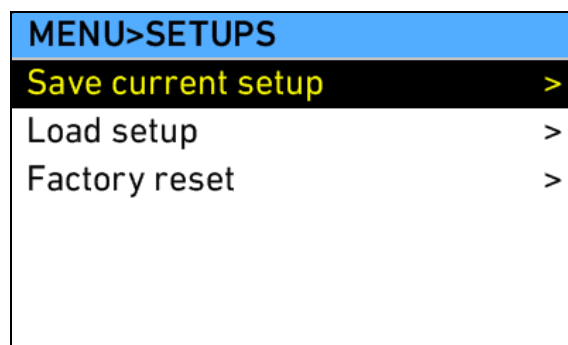 MENU>SETUPS
Save current setup >
Load setup >
Factory reset >